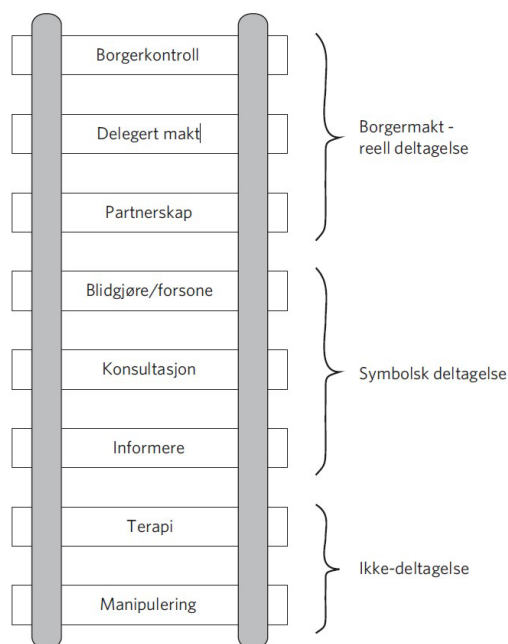 Borgerkontroll
Delegert makt
Partnerskap
Borgermakt -
reell deltagelse
Blidgjøre/forsone
Konsultasjon
Informere
Symbolsk deltagelse
Terapi
Manipulering
Ikke-deltagelse